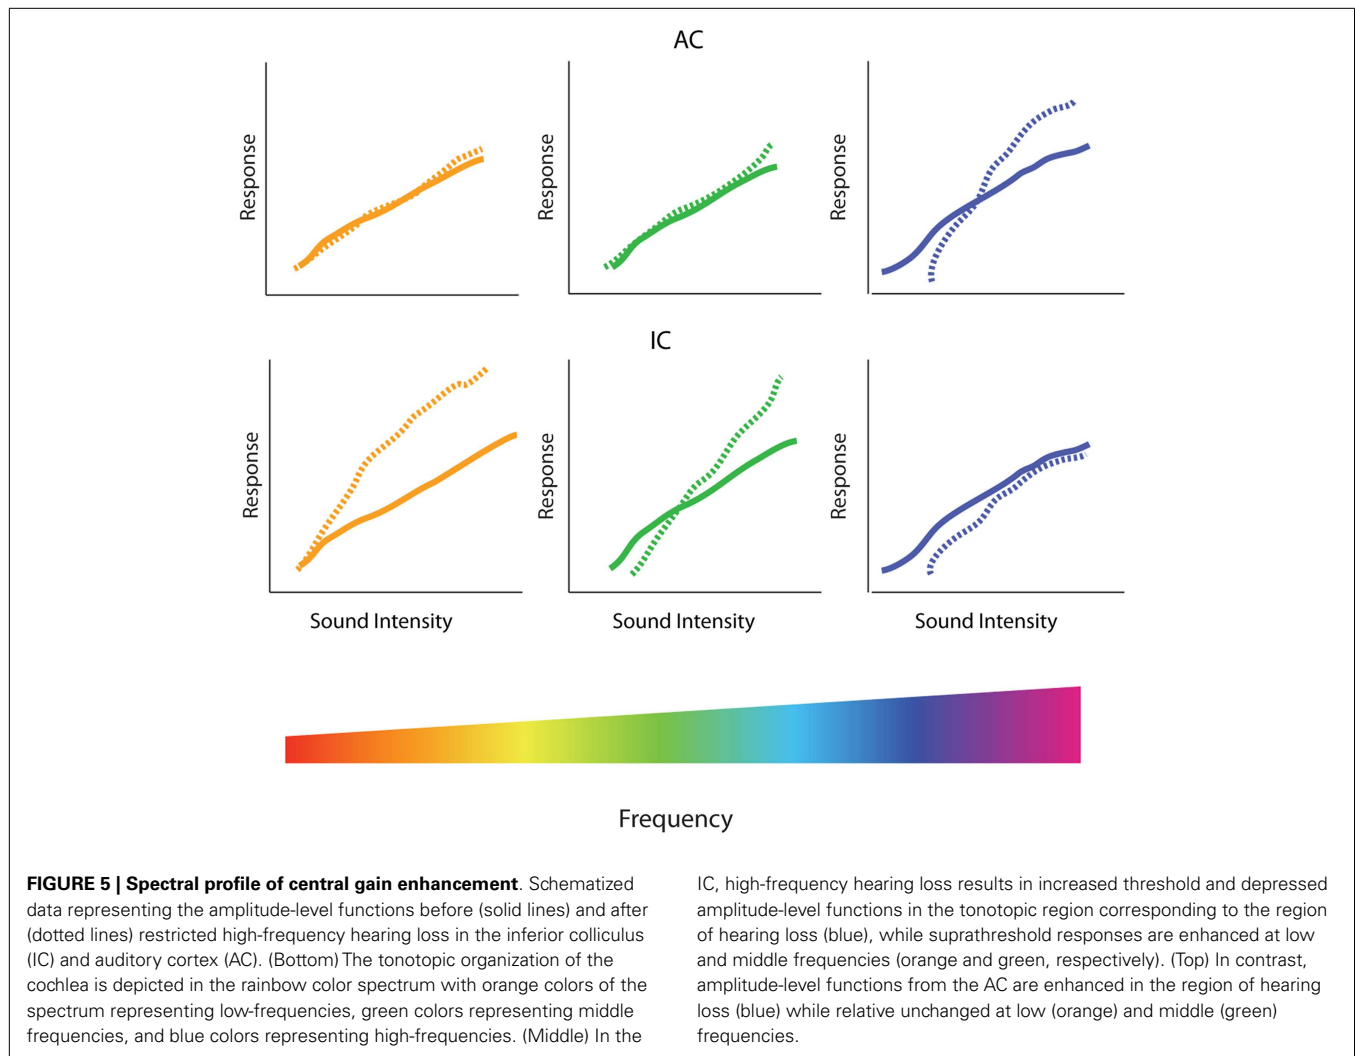 AC
Response
Response
Response
IC
Response
Response
Response
Sound Intensity
Sound Intensity
Sound Intensity
Frequency
FIGURE 5 | Spectral profile of central gain enhancement. Schematized
data representing the amplitude-level functions before (solid lines) and after
(dotted lines) restricted high-frequency hearing loss in the inferior colliculus
(IC) and auditory cortex (AC). (Bottom) The tonotopic organization of the
cochlea is depicted in the rainbow color spectrum with orange colors of the
spectrum representing low-frequencies, green colors representing middle
frequencies, and blue colors representing high-frequencies. (Middle) In the
IC, high-frequency hearing loss results in increased threshold and depressed
amplitude-level functions in the tonotopic region corresponding to the region
of hearing loss (blue), while suprathreshold responses are enhanced at low
and middle frequencies (orange and green, respectively). (Top) In contrast,
amplitude-level functions from the AC are enhanced in the region of hearing
loss (blue) while relative unchanged at low (orange) and middle (green)
frequencies.